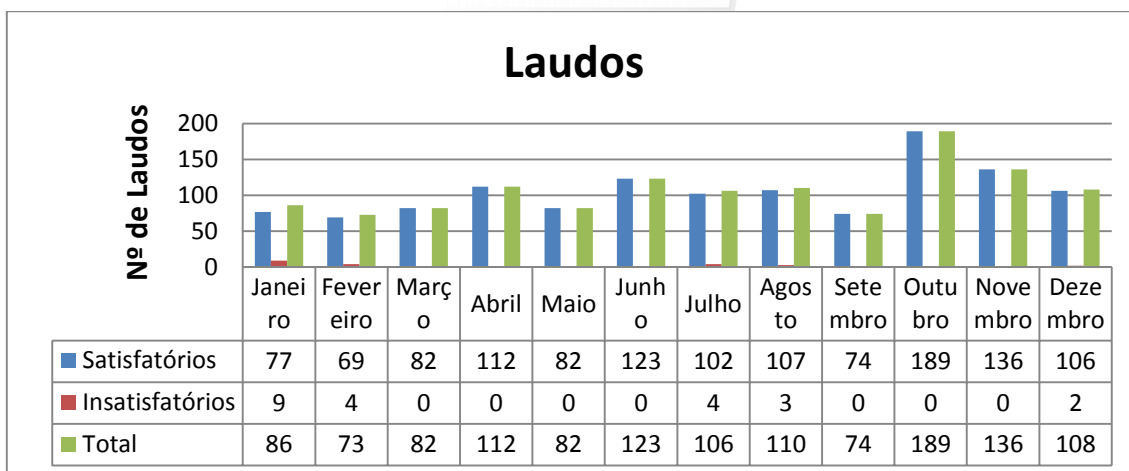 Laudos
Nº de Laudos
200
150
100
50
0
Janei Fever Març Abril Maio Junh Julho Agos Sete Outu Nove Deze
ro eiro o o to mbro bro mbro mbro
Satisfatórios 77 69 82 112 82 123 102 107 74 189 136 106
Insatisfatórios 9 4 0 0 0 0 4 3 0 0 0 2
Total 86 73 82 112 82 123 106 110 74 189 136 108